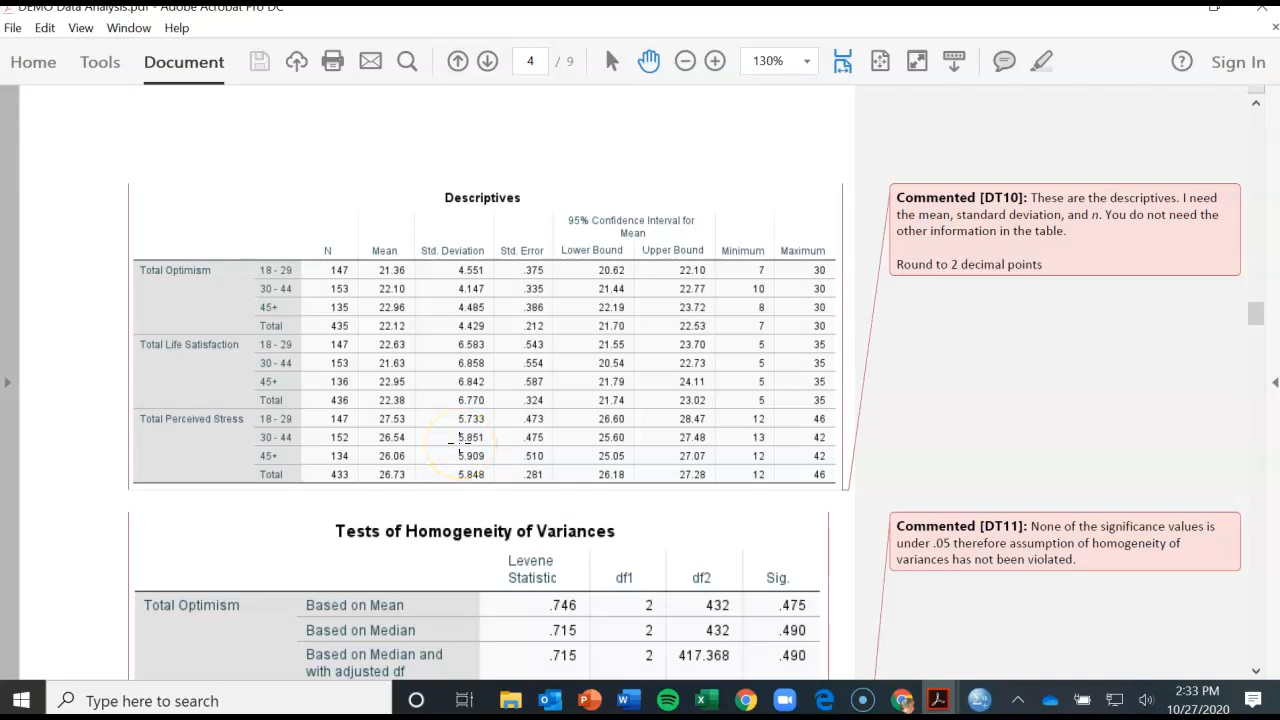 DEMO Data Analysis.pdf - Adobe Acrobat Pro DC
File Edit View Window Help
Home Tools Document 4 / 9 130% Sign In
Descriptives
95% Confidence Interval for
Mean
N Mean Std. Deviation Std. Error Lower Bound Upper Bound Minimum Maximum
Total Optimism 18 - 29 147 21.36 4.551 .375 20.62 22.10 7 30
30 - 44 153 22.10 4.147 .335 21.44 22.77 10 30
45+ 135 22.96 4.485 .386 22.19 23.72 8 30
Total 435 22.12 4.429 .212 21.70 22.53 7 30
Total Life Satisfaction 18 - 29 147 22.63 6.583 .543 21.55 23.70 5 35
30 - 44 153 21.63 6.858 .554 20.54 22.73 5 35
45+ 136 22.95 6.842 .587 21.79 24.11 5 35
Total 436 22.38 6.770 .324 21.74 23.02 5 35
Total Perceived Stress 18 - 29 147 27.53 5.733 .473 26.60 28.47 12 46
30 - 44 152 26.54 5.851 .475 25.60 27.48 13 42
45+ 134 26.06 5.909 .510 25.05 27.07 12 42
Total 433 26.73 5.848 .281 26.18 27.28 12 46
Commented [DT10]: These are the descriptives. I need
the mean, standard deviation, and n. You do not need the
other information in the table.
Round to 2 decimal points
Tests of Homogeneity of Variances
Levene
Statistic df1 df2 Sig.
Total Optimism Based on Mean .746 2 432 .475
Based on Median .715 2 432 .490
Based on Median and
with adjusted df .715 2 417.368 .490
Commented [DT11]: None of the significance values is
under .05 therefore assumption of homogeneity of
variances has not been violated.
Type here to search
2:33 PM
10/27/2020